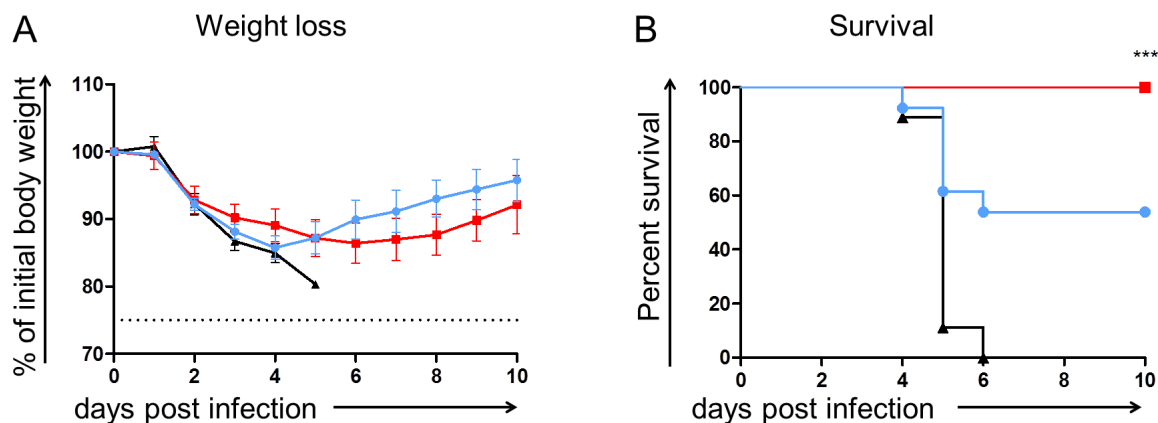 A Weight loss
% of initial body weight
110
100
90
80
70
0 2 4 6 8 10
days post infection
B Survival
***
Percent survival
100
80
60
40
20
0
0 2 4 6 8 10
days post infection